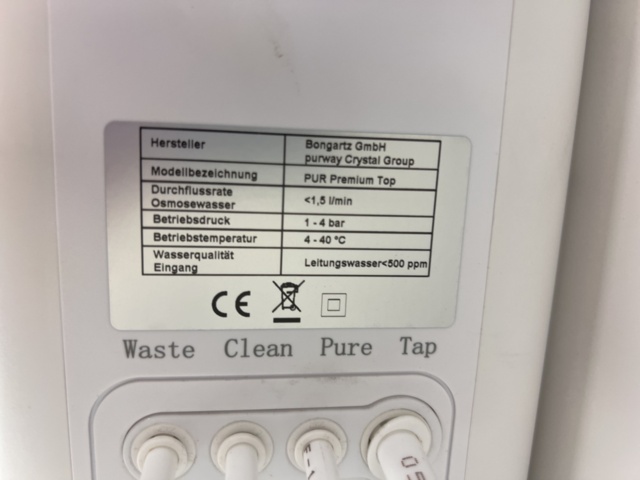 Hersteller Bongartz GmbH
purway Crystal Group
Modellbezeichnung PUR Premium Top
Durchflussrate
Osmosewasser <1,5 l/min
Betriebsdruck 1 - 4 bar
Betriebstemperatur 4 - 40 °C
Wasserqualität
Eingang Leitungswasser<500 ppm
CE
Waste Clean Pure Tap